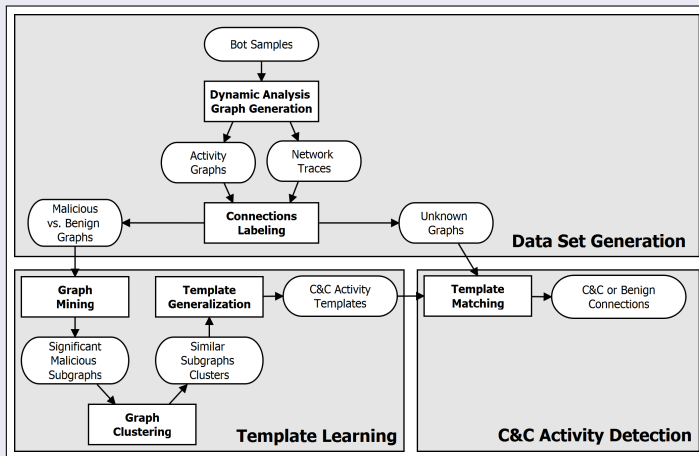 Bot Samples
Dynamic Analysis
Graph Generation
Activity
Graphs
Network
Traces
Malicious
vs. Benign
Graphs
Connections
Labeling
Unknown
Graphs
Data Set Generation
Graph
Mining
Template
Generalization
C&C Activity
Templates
Significant
Malicious
Subgraphs
Similar
Subgraphs
Clusters
Graph
Clustering
Template Learning
Template
Matching
C&C or Benign
Connections
C&C Activity Detection